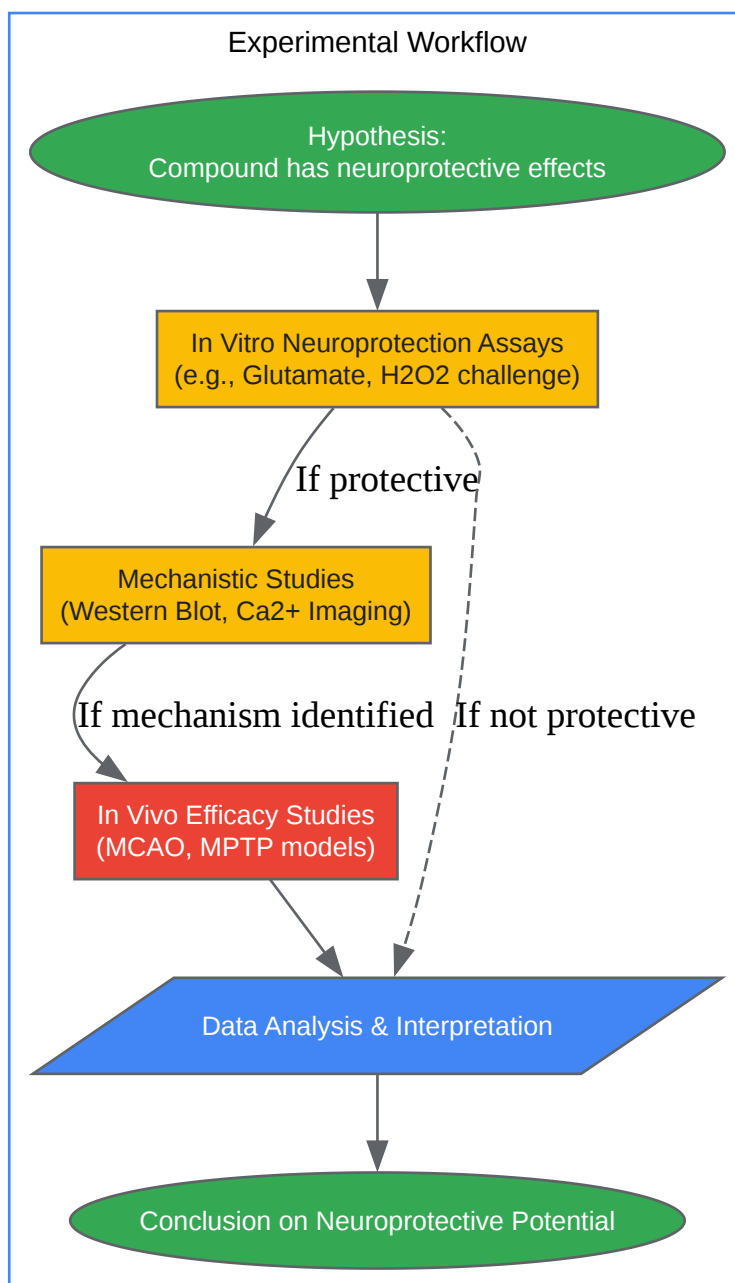 Experimental Workflow
Hypothesis:
Compound has neuroprotective effects
In Vitro Neuroprotection Assays
(e.g., Glutamate, H2O2 challenge)
If protective
Mechanistic Studies
(Western Blot, Ca2+ Imaging)
If mechanism identified
If not protective
In Vivo Efficacy Studies
(MCAO, MPTP models)
Data Analysis & Interpretation
Conclusion on Neuroprotective Potential